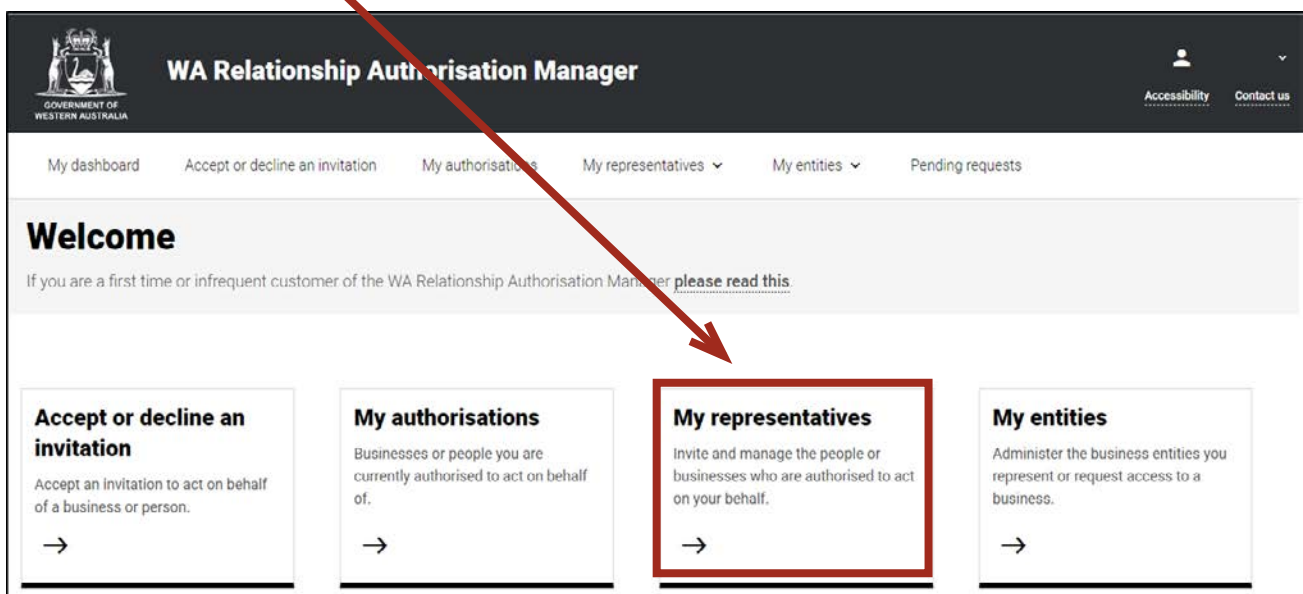 GOVERNMENT OF
WESTERN AUSTRALIA
WA Relationship Authorisation Manager
Accessibility
Contact us
My dashboard
Accept or decline an invitation
My authorisations
My representatives
My entities
Pending requests
Welcome
If you are a first time or infrequent customer of the WA Relationship Authorisation Manager please read this.
Accept or decline an
invitation
Accept an invitation to act on behalf
of a business or person.
My authorisations
Businesses or people you are
currently authorised to act on behalf
of.
My representatives
Invite and manage the people or
businesses who are authorised to act
on your behalf.
My entities
Administer the business entities you
represent or request access to a
business.